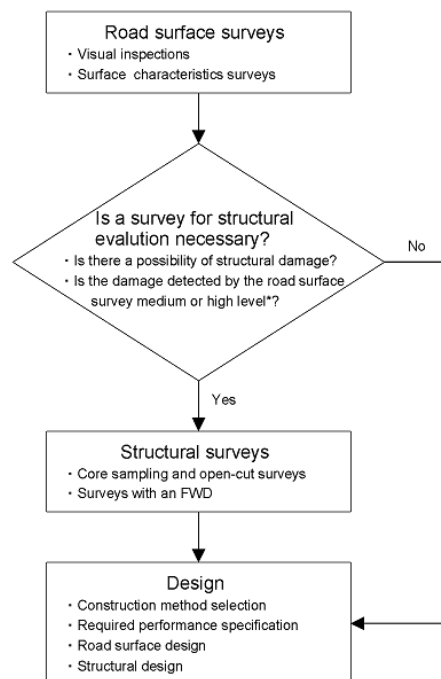 Road surface surveys
・Visual inspections
・Surface characteristics surveys
Is a survey for structural
evalution necessary?
・Is there a possibility of structural damage?
・Is the damage detected by the road surface
survey medium or high level*?
No
Yes
Structural surveys
・Core sampling and open-cut surveys
・Surveys with an FWD
Design
・Construction method selection
・Required performance specification
・Road surface design
・Structural design